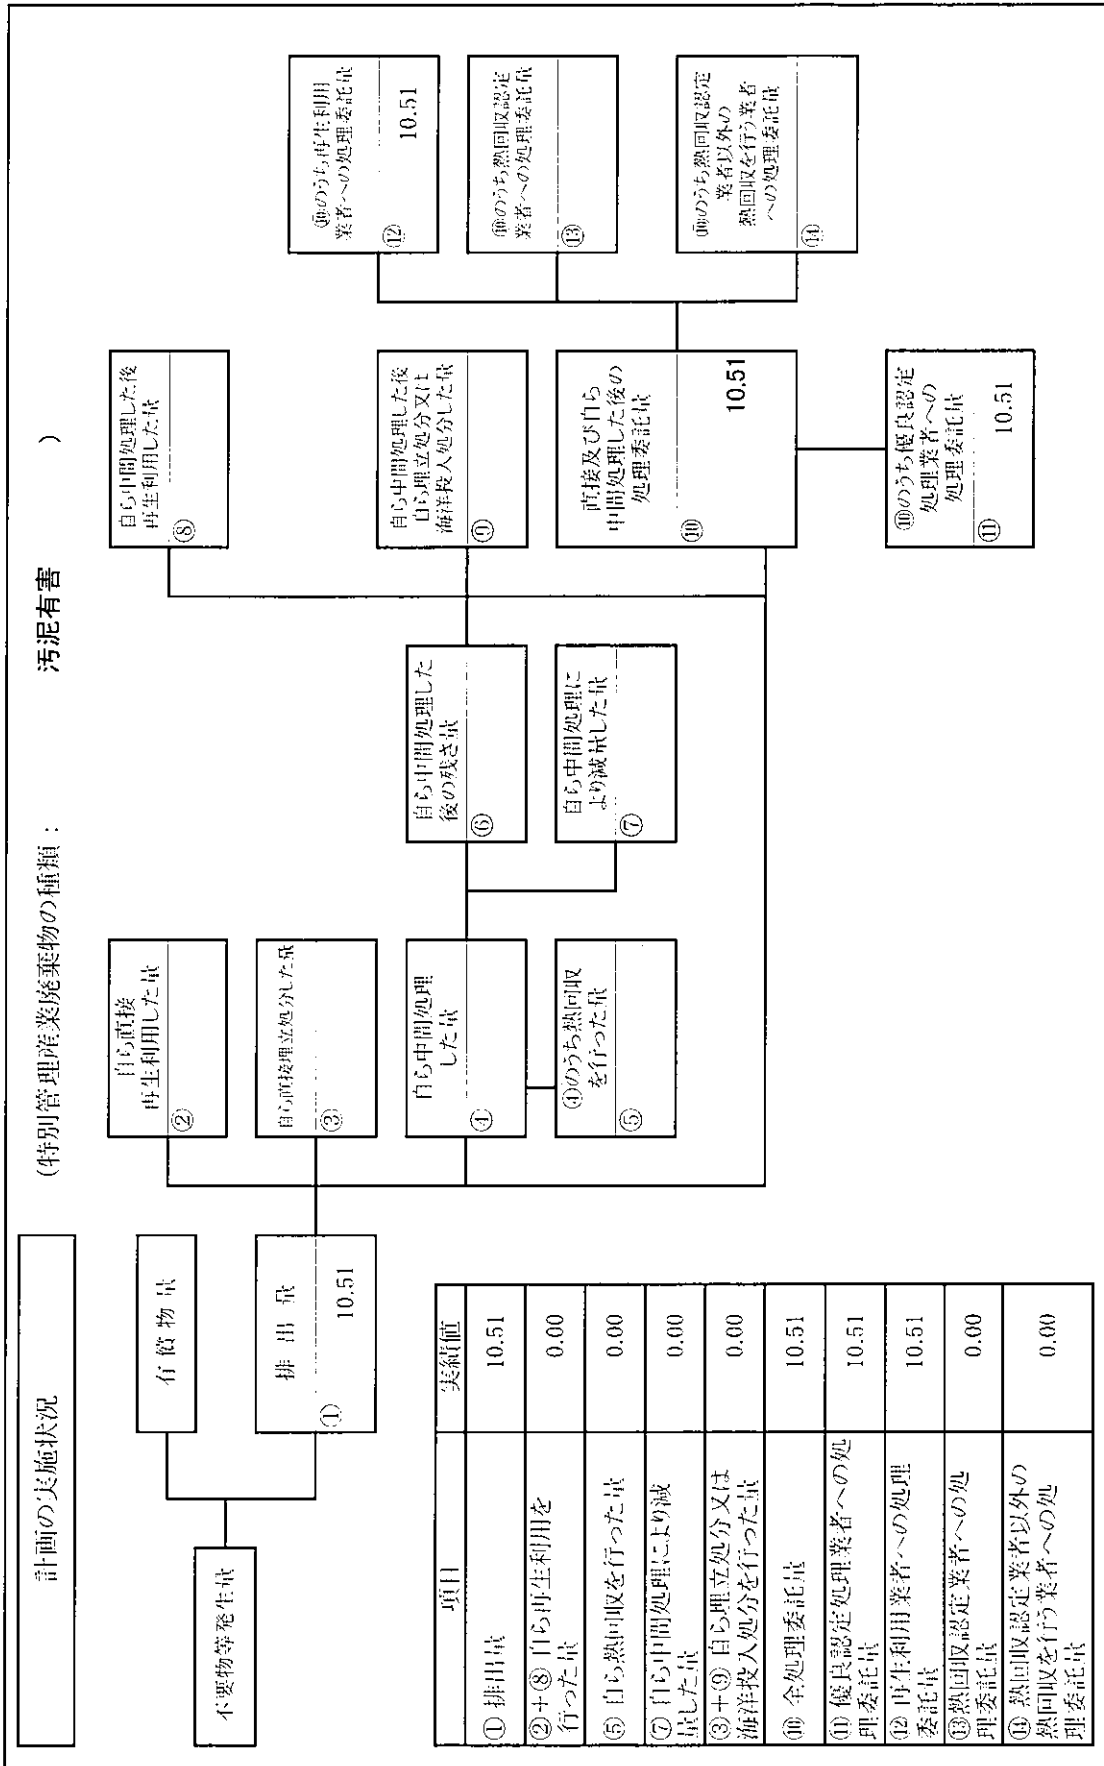 計画の実施状況
(特別管理産業廃棄物の種類：
汚泥有害
)
不要物等発生量
有償物量
排出量
①
10.51
自ら直接
再生利用した量
②
自ら直接埋立処分した量
③
自ら中間処理
した量
④
④のうち熱回収
を行った量
⑤
自ら中間処理した
後の残さ量
⑥
自ら中間処理に
より減量した量
⑦
自ら中間処理した後
再生利用した量
⑧
自ら中間処理した後
自ら埋立処分又は
海洋投入処分した量
⑨
直接及び自ら
中間処理した後の
処理委託量
⑩
10.51
⑩のうち優良認定
処理業者への
処理委託量
⑪
10.51
⑩のうち再生利用
業者への処理委託量
⑫
10.51
⑩のうち熱回収認定
業者への処理委託量
⑬
⑩のうち熱回収認定
業者以外の
熱回収を行う業者
への処理委託量
⑭
項目
実績値
①排出量
10.51
②+⑧自ら再生利用を
行った量
0.00
⑤自ら熱回収を行った量
0.00
⑦自ら中間処理により減
量した量
0.00
③+⑨自ら埋立処分又は
海洋投入処分を行った量
0.00
⑩全処理委託量
10.51
⑪優良認定処理業者への処
理委託量
10.51
⑫再生利用業者への処理
委託量
10.51
⑬熱回収認定業者への処
理委託量
0.00
⑭熱回収認定業者以外の
熱回収を行う業者への処
理委託量
0.00